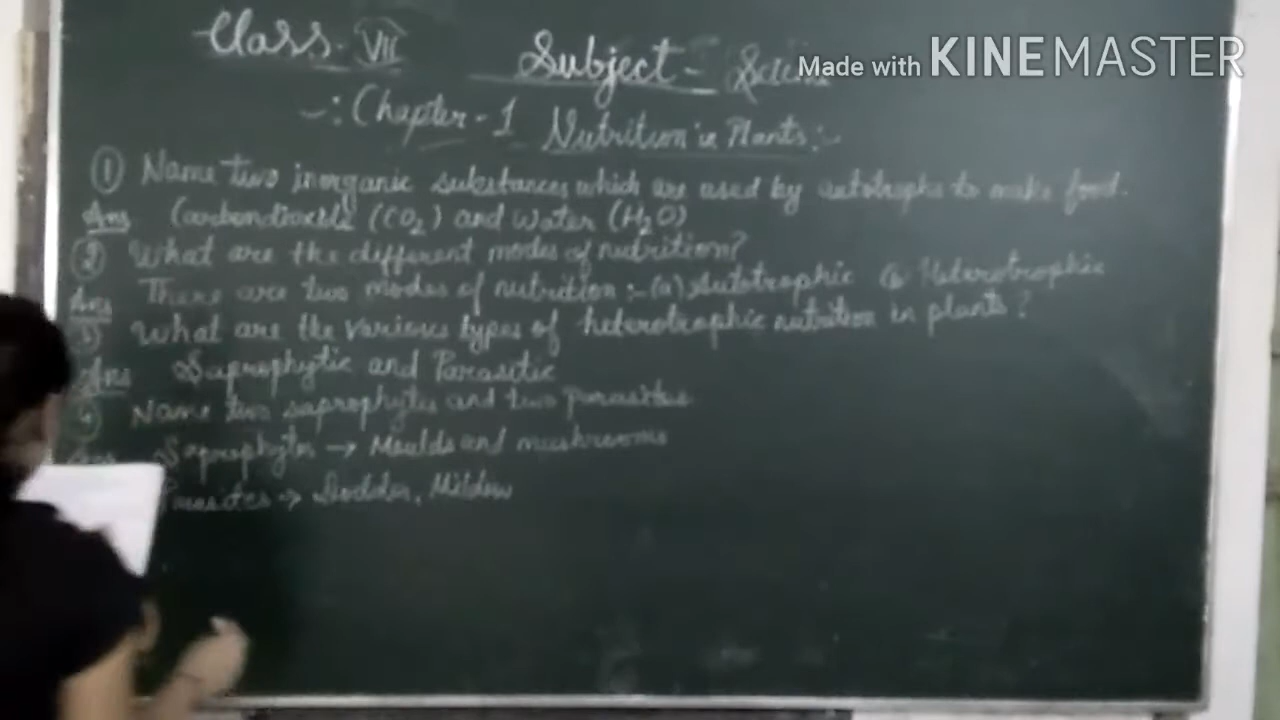 Class - VII Subject - Scien
Made with KINEMASTER
-: Chapter - 1 Nutrition in Plants :-
① Name two inorganic substances which are used by autotrophs to make food.
Ans Carbondioxide (CO₂) and Water (H₂O)
② What are the different modes of nutrition?
Ans There are two modes of nutrition :- (a) Autotrophic Heterotrophic
③ What are the various types of heterotrophic nutrition in plants?
Ans Saprophytic and Parasitic
4 Name two saprophytes and two parasites
Ans Saprophytes → Moulds and mushrooms
Parasites → Dodder, Mildew